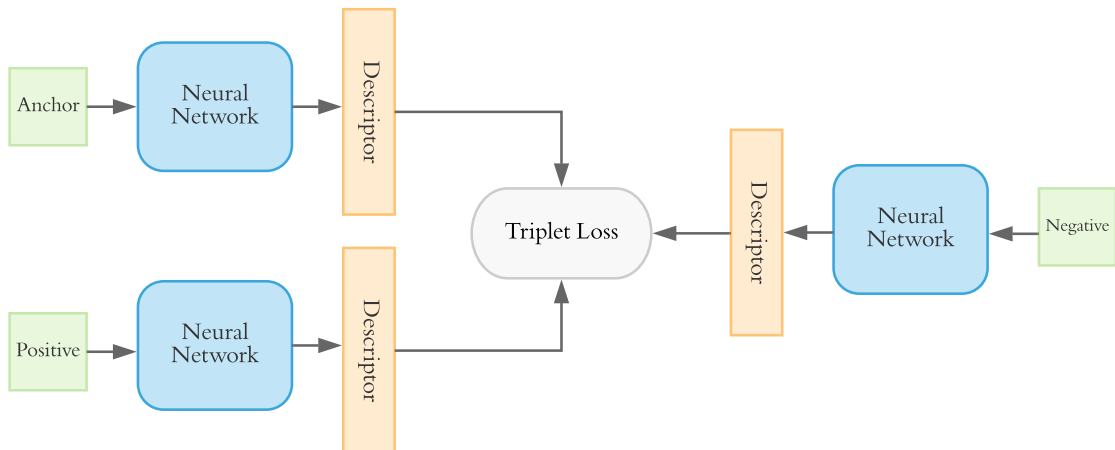 Anchor
Neural
Network
Descriptor
Triplet Loss
Descriptor
Neural
Network
Negative
Positive
Neural
Network
Descriptor